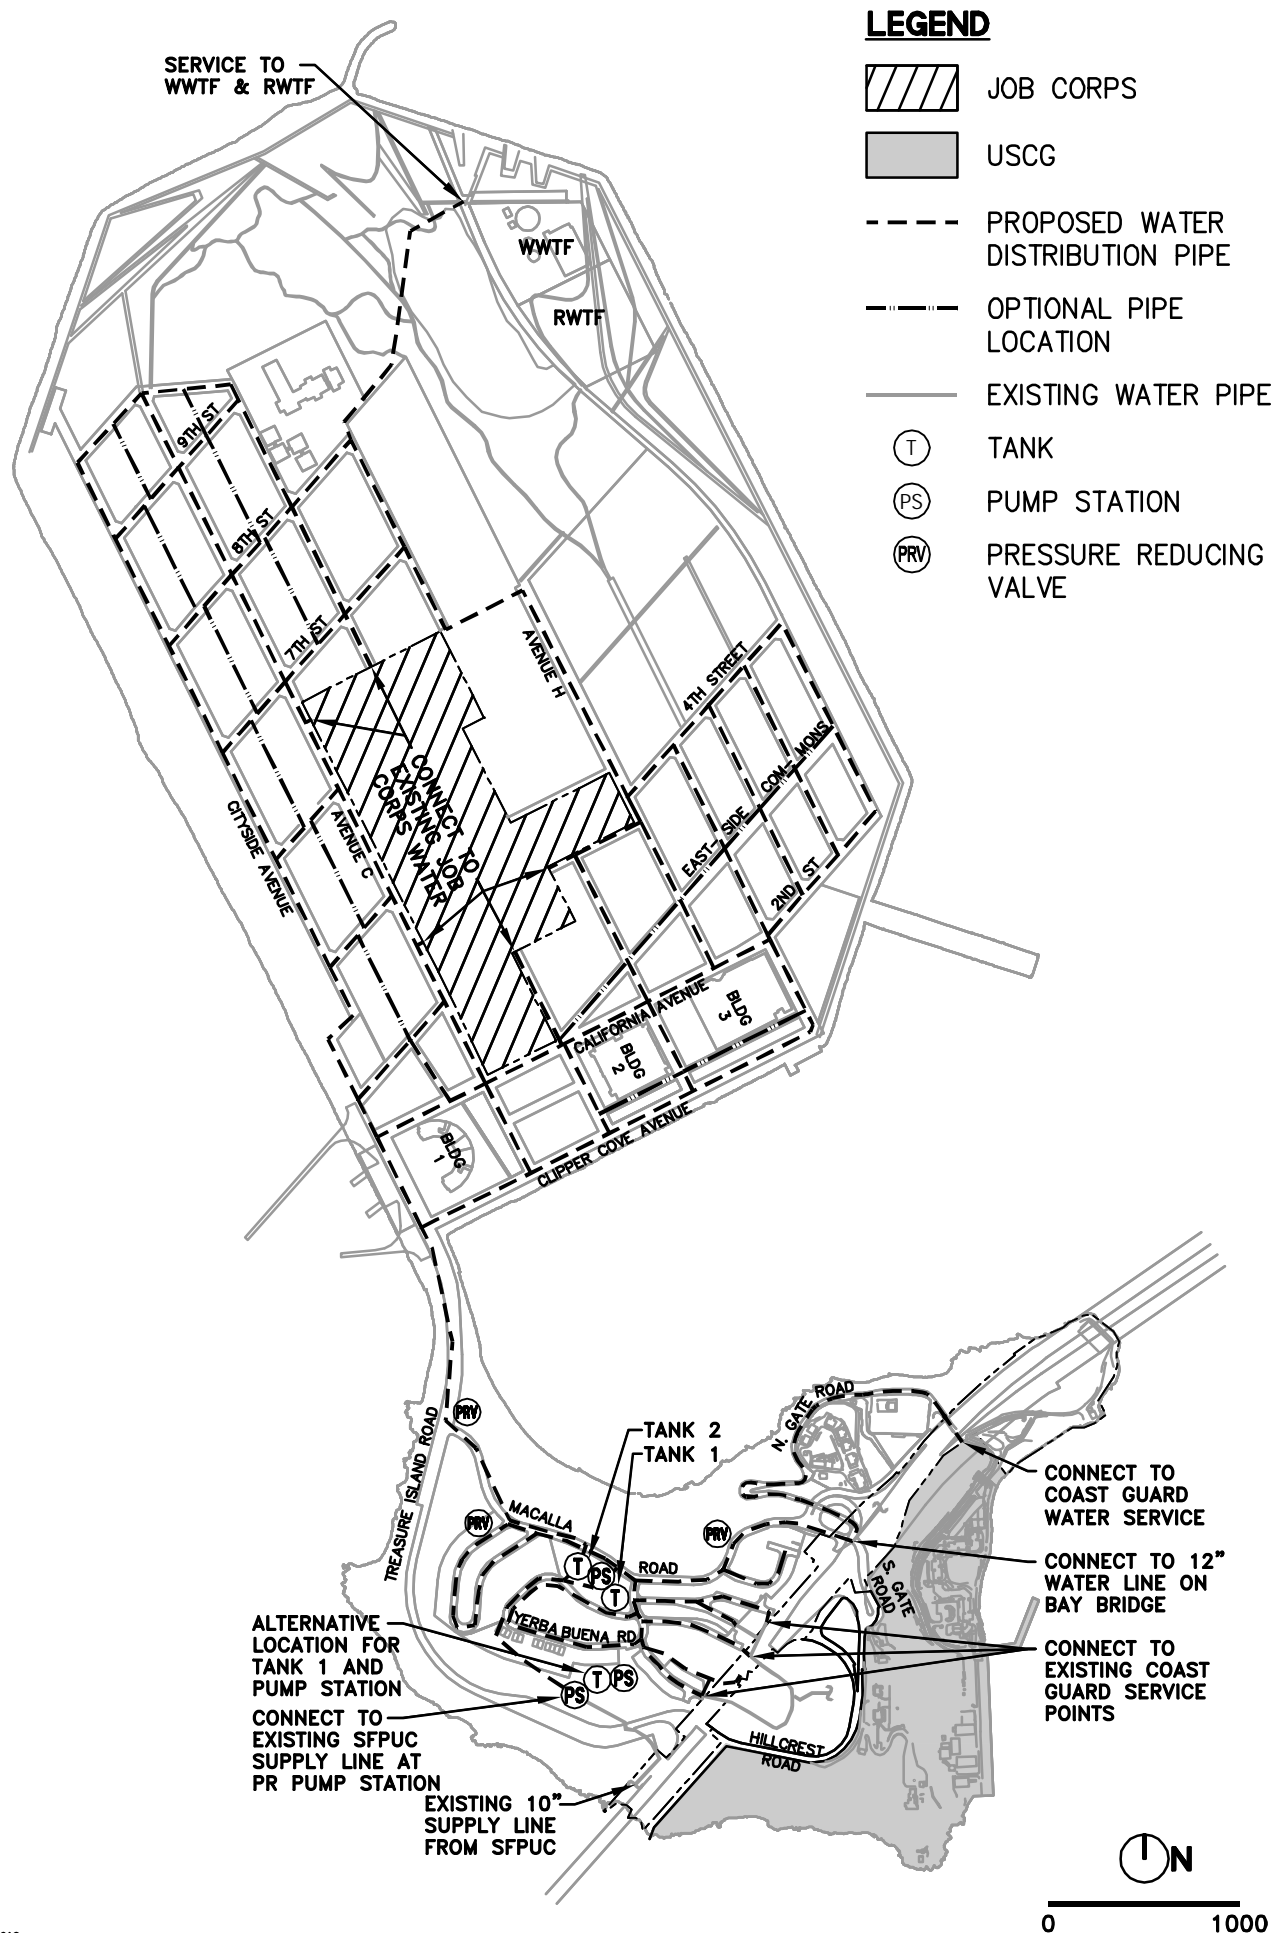 LEGEND
JOB CORPS
USCG
PROPOSED WATER
DISTRIBUTION PIPE
OPTIONAL PIPE
LOCATION
EXISTING WATER PIPE
T
TANK
PS
PUMP STATION
PRV
PRESSURE REDUCING
VALVE
SERVICE TO
WWTF & RWTF
WWTF
RWTF
9TH ST
8TH ST
7TH ST
AVENUE H
4TH STREET
EAST- SIDE COM- MONS
2ND ST
CONNECT TO
EXISTING JOB
CORPS WATER
CITYSIDE AVENUE
AVENUE C
CALIFORNIA AVENUE
BLDG
3
BLDG
2
BLDG
1
CLIPPER COVE AVENUE
TREASURE ISLAND ROAD
PRV
PRV
PRV
TANK 2
TANK 1
MACALLA
ROAD
N. GATE ROAD
T
PS
T
YERBA BUENA RD
T
PS
PS
S. GATE
ROAD
HILLCREST
ROAD
CONNECT TO
COAST GUARD
WATER SERVICE
CONNECT TO 12"
WATER LINE ON
BAY BRIDGE
CONNECT TO
EXISTING COAST
GUARD SERVICE
POINTS
ALTERNATIVE
LOCATION FOR
TANK 1 AND
PUMP STATION
CONNECT TO
EXISTING SFPUC
SUPPLY LINE AT
PR PUMP STATION
EXISTING 10"
SUPPLY LINE
FROM SFPUC
N
0 1000